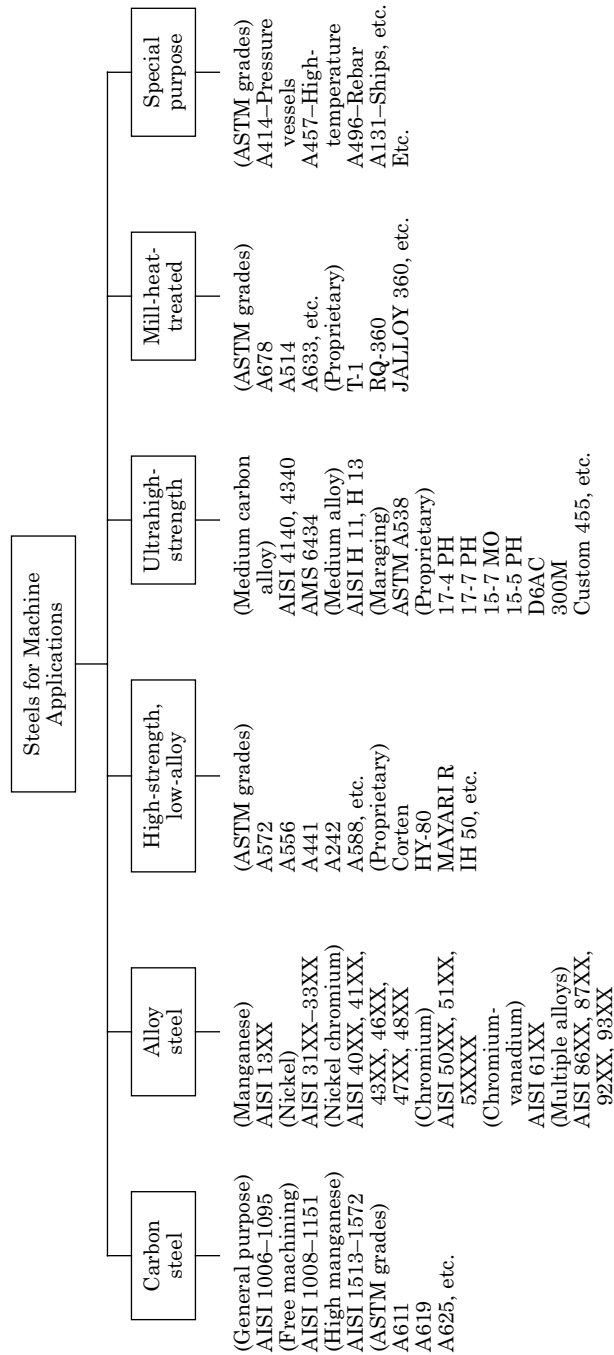 Steels for Machine
Applications
Carbon
steel
(General purpose)
AISI 1006–1095
(Free machining)
AISI 1008–1151
(High manganese)
AISI 1513–1572
(ASTM grades)
A611
A619
A625, etc.
Alloy
steel
(Manganese)
AISI 13XX
(Nickel)
AISI 31XX–33XX
(Nickel chromium)
AISI 40XX, 41XX,
43XX, 46XX,
47XX, 48XX
(Chromium)
AISI 50XX, 51XX,
5XXXX
(Chromium-
vanadium)
AISI 61XX
(Multiple alloys)
AISI 86XX, 87XX,
92XX, 93XX
High-strength,
low-alloy
(ASTM grades)
A572
A556
A441
A242
A588, etc.
(Proprietary)
Corten
HY-80
MAYARI R
IH 50, etc.
Ultrahigh-
strength
(Medium carbon
alloy)
AISI 4140, 4340
AMS 6434
(Medium alloy)
AISI H 11, H 13
(Maraging)
ASTM A538
(Proprietary)
17-4 PH
17-7 PH
15-7 MO
15-5 PH
D6AC
300M
Custom 455, etc.
Mill-heat-
treated
(ASTM grades)
A678
A514
A633, etc.
(Proprietary)
T-1
RQ-360
JALLOY 360, etc.
Special
purpose
(ASTM grades)
A414–Pressure
vessels
A457–High-
temperature
A496–Rebar
A131–Ships, etc.
Etc.